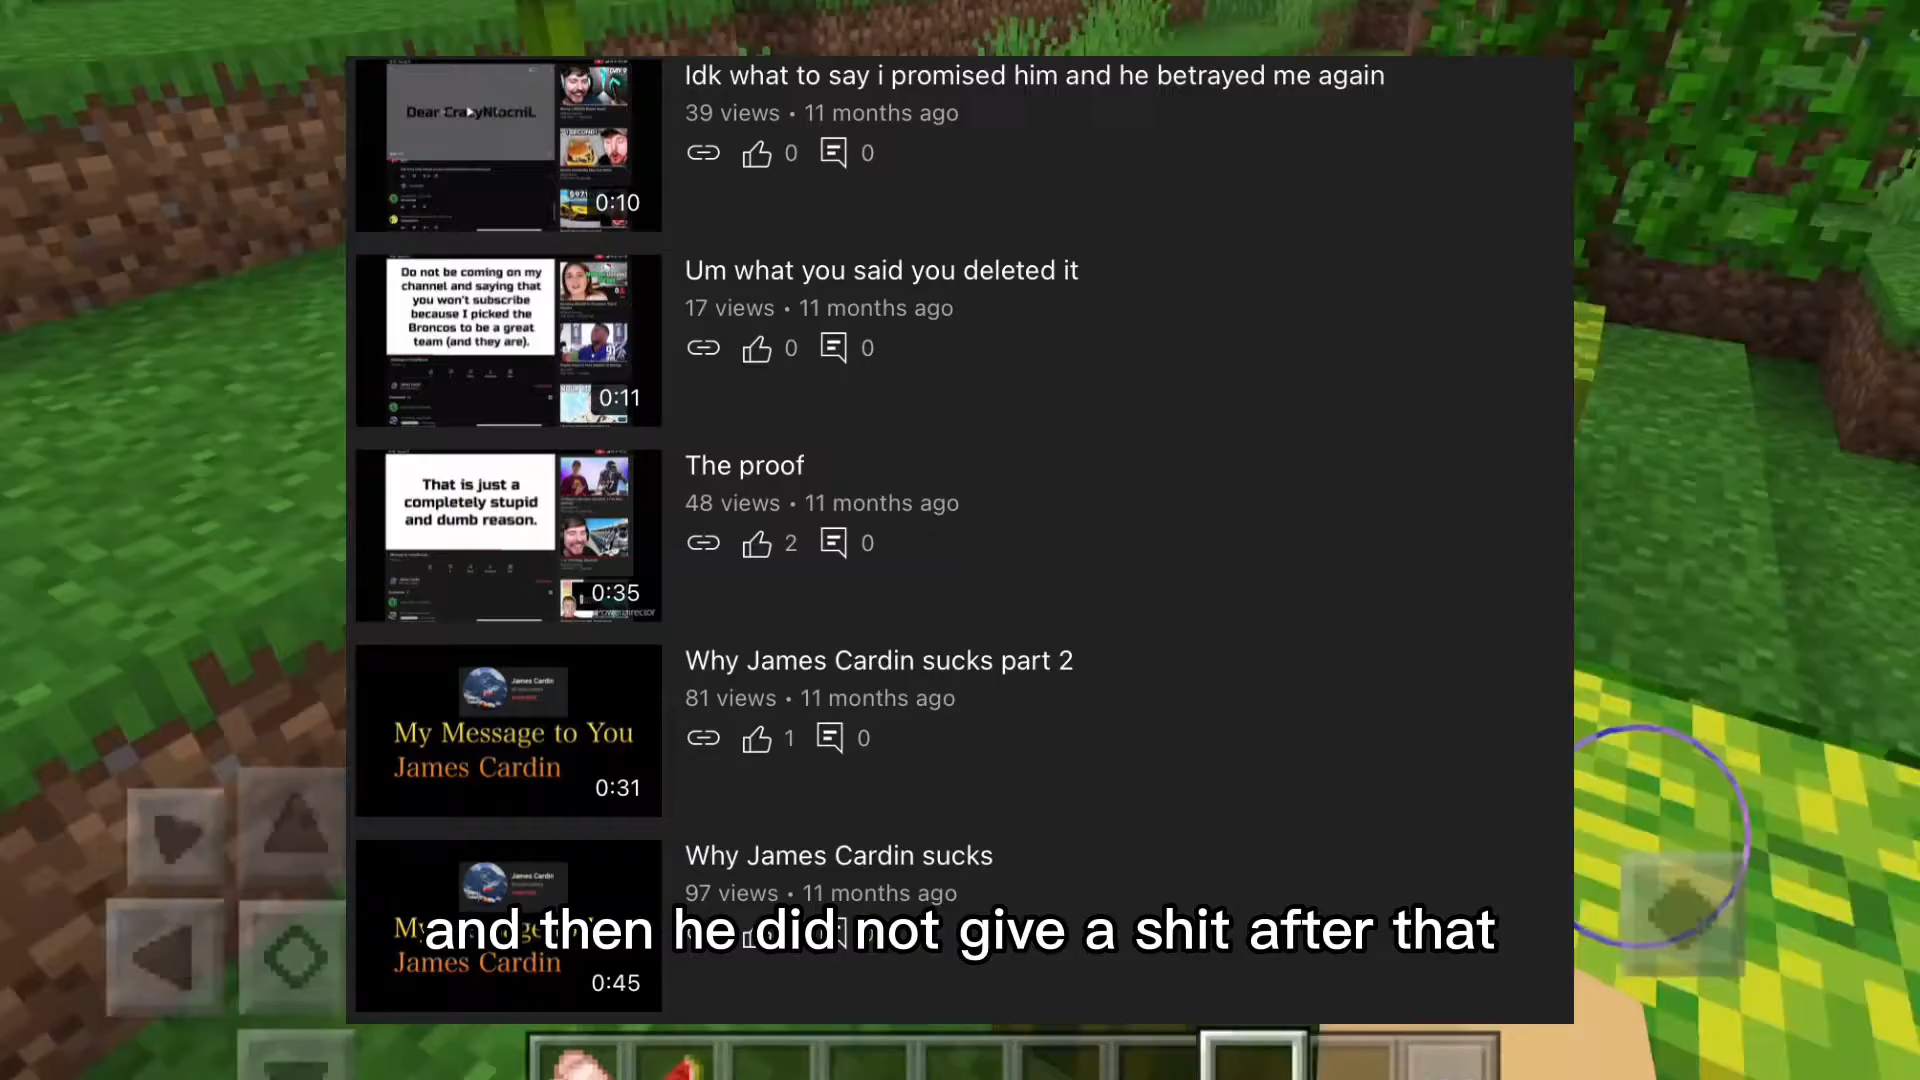 Dear CrazyNlocniL
0:10
Idk what to say i promised him and he betrayed me again
39 views • 11 months ago
0 0
Do not be coming on my
channel and saying that
you won't subscribe
because I picked the
Broncos to be a great
team (and they are).
0:11
Um what you said you deleted it
17 views • 11 months ago
0 0
That is just a
completely stupid
and dumb reason.
0:35
The proof
48 views • 11 months ago
2 0
James Cardin
My Message to You
James Cardin
0:31
Why James Cardin sucks part 2
81 views • 11 months ago
1 0
James Cardin
James Cardin
0:45
Why James Cardin sucks
97 views • 11 months ago
and then he did not give a shit after that